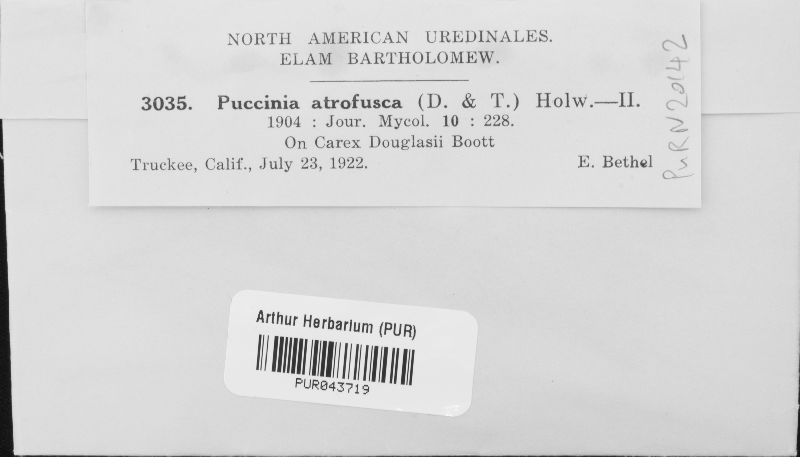 NORTH AMERICAN UREDINALES.
ELAM BARTHOLOMEW.
3035. Puccinia atrofusca (D. & T.) Holw.—II.
1904 : Jour. Mycol. 10 : 228.
On Carex Douglasii Boott
Truckee, Calif., July 23, 1922. E. Bethel
PURN20142
Arthur Herbarium (PUR)
PUR043719